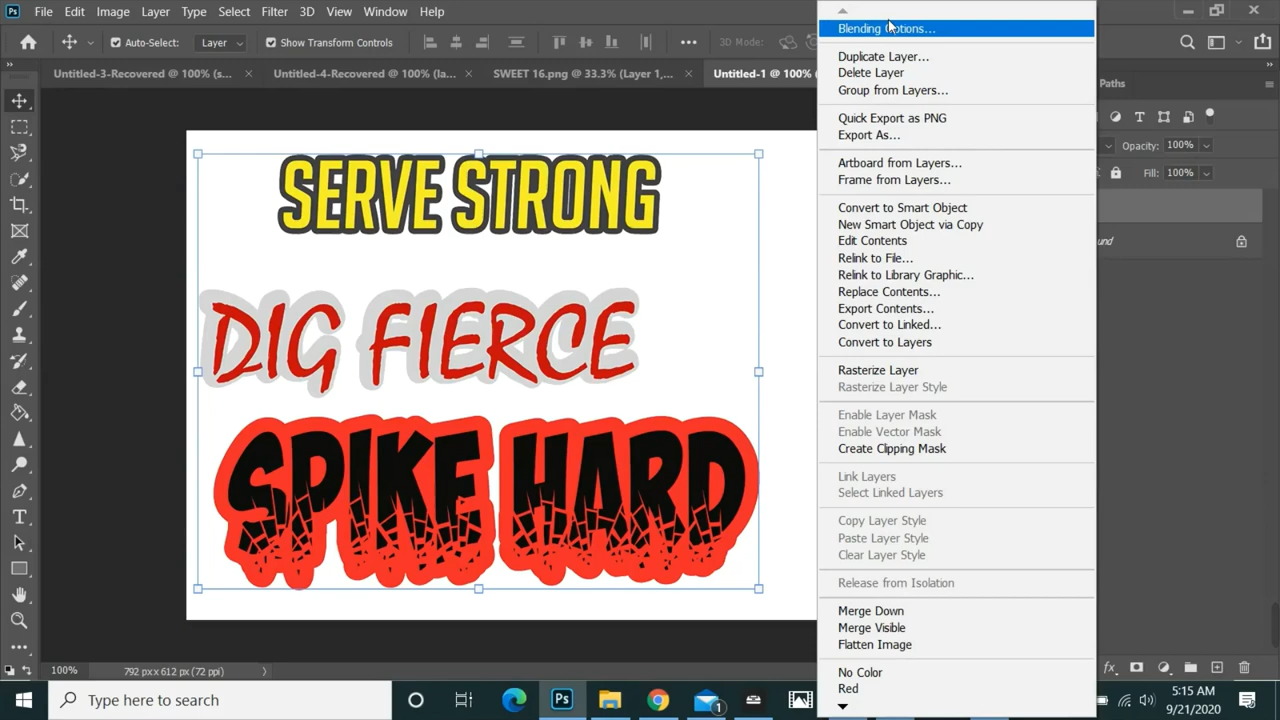 Ps File Edit Image Layer Type Select Filter 3D View Window Help
Auto-Select: Show Transform Controls 3D Mode:
Untitled-3-Recovered @ 100% (s... Untitled-4-Recovered @ 100% (la... SWEET 16.png @ 33.3% (Layer 1,... Untitled-1 @ 100% Paths
Opacity: 100%
Fill: 100%
SERVE STRONG
DIG FIERCE
SPIKE HARD
Blending Options...
Duplicate Layer...
Delete Layer
Group from Layers...
Quick Export as PNG
Export As...
Artboard from Layers...
Frame from Layers...
Convert to Smart Object
New Smart Object via Copy
Edit Contents
Relink to File...
Relink to Library Graphic...
Replace Contents...
Export Contents...
Convert to Linked...
Convert to Layers
Rasterize Layer
Rasterize Layer Style
Enable Layer Mask
Enable Vector Mask
Create Clipping Mask
Link Layers
Select Linked Layers
Copy Layer Style
Paste Layer Style
Clear Layer Style
Release from Isolation
Merge Down
Merge Visible
Flatten Image
No Color
Red
100% 792 px x 612 px (72 ppi)
Type here to search Ps 1 5:15 AM
9/21/2020